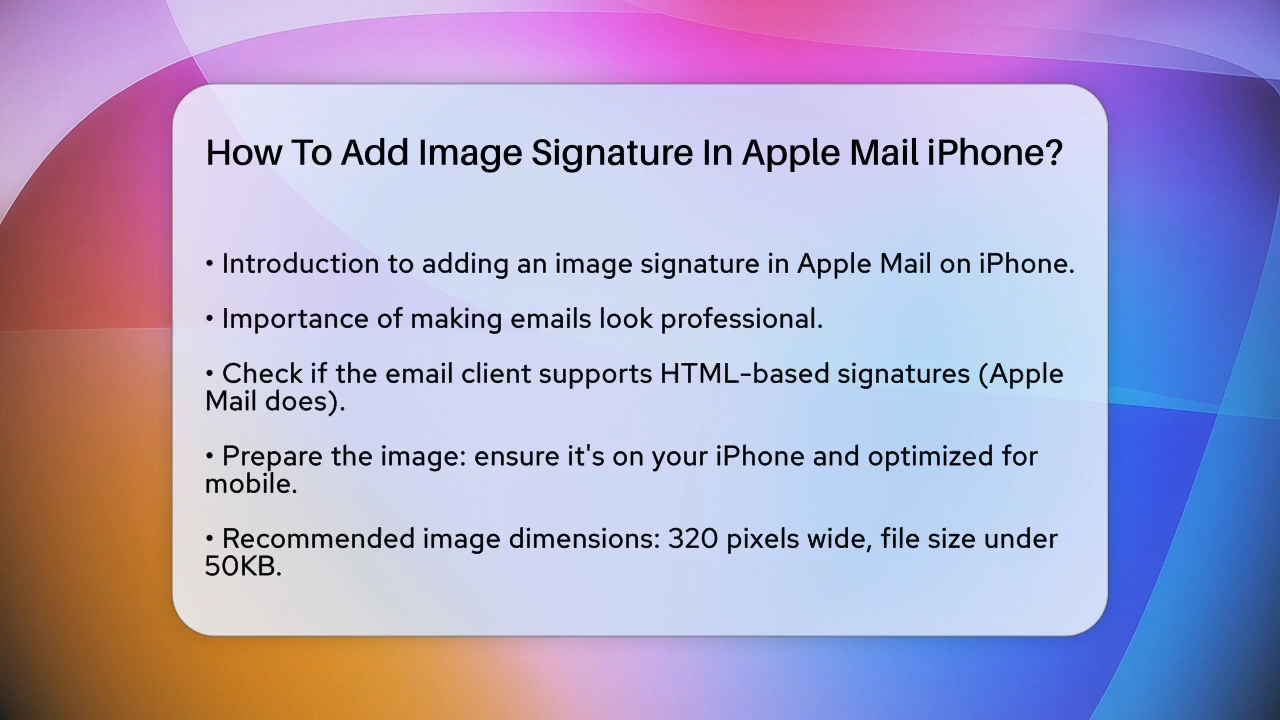 How To Add Image Signature In Apple Mail iPhone?
• Introduction to adding an image signature in Apple Mail on iPhone.
• Importance of making emails look professional.
• Check if the email client supports HTML-based signatures (Apple
Mail does).
• Prepare the image: ensure it's on your iPhone and optimized for
mobile.
• Recommended image dimensions: 320 pixels wide, file size under
50KB.